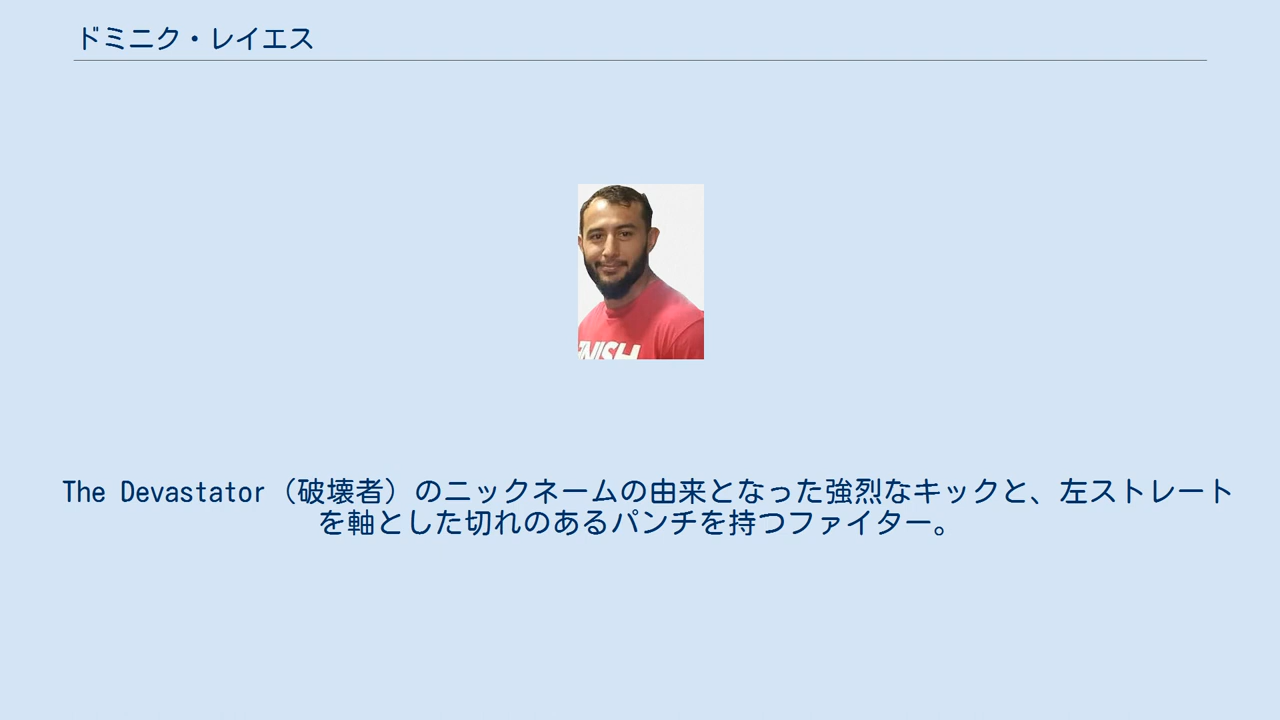 ドミニク・レイエス
NISH
The Devastator（破壊者）のニックネームの由来となった強烈なキックと、左ストレート
を軸とした切れのあるパンチを持つファイター。